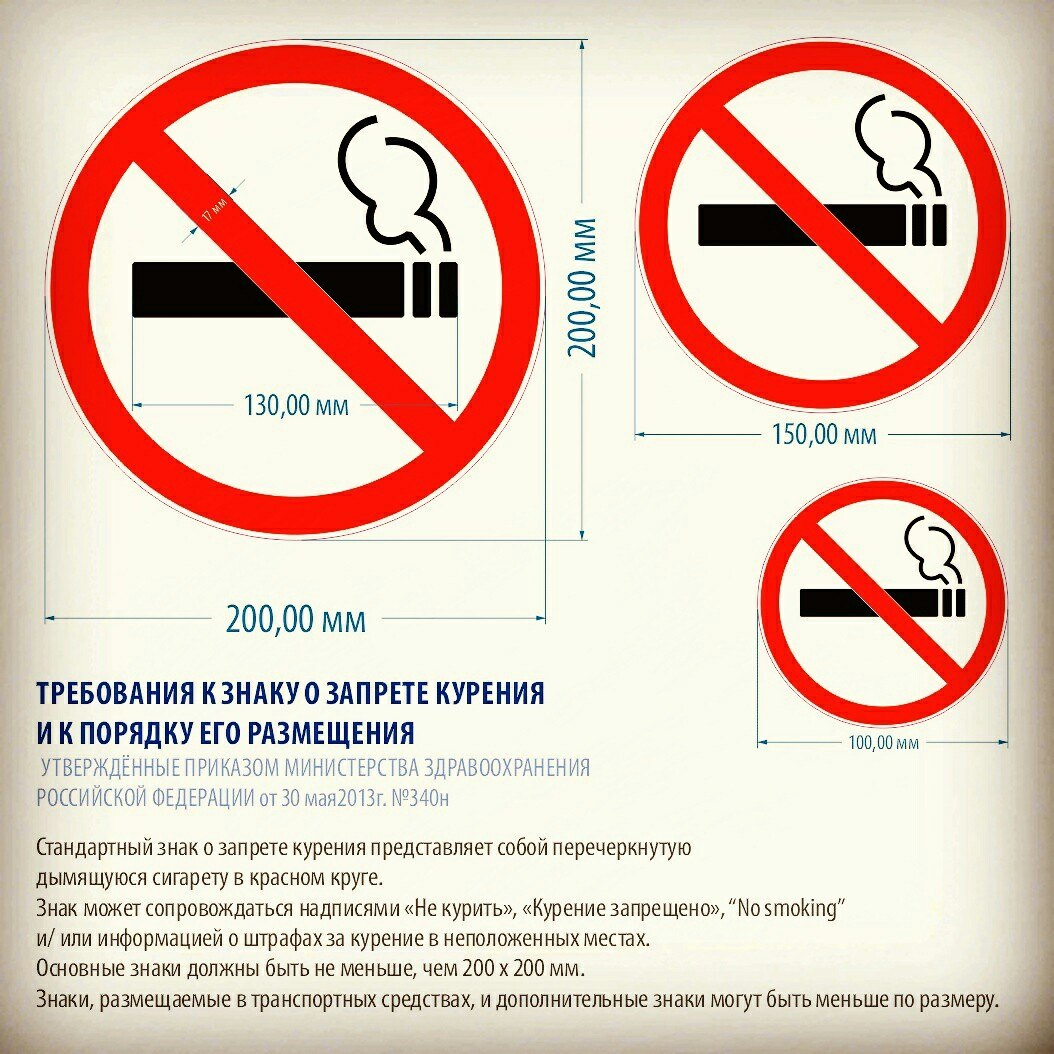 17 мм
130,00 мм
200,00 мм
200,00 мм
150,00 мм
100,00 мм
ТРЕБОВАНИЯ К ЗНАКУ О ЗАПРЕТЕ КУРЕНИЯ
И К ПОРЯДКУ ЕГО РАЗМЕЩЕНИЯ
УТВЕРЖДЁННЫЕ ПРИКАЗОМ МИНИСТЕРСТВА ЗДРАВООХРАНЕНИЯ
РОССИЙСКОЙ ФЕДЕРАЦИИ от 30 мая2013г. №340н
Стандартный знак о запрете курения представляет собой перечеркнутую
дымящуюся сигарету в красном круге.
Знак может сопровождаться надписями «Не курить», «Курение запрещено», “No smoking”
и/ или информацией о штрафах за курение в неположенных местах.
Основные знаки должны быть не меньше, чем 200 х 200 мм.
Знаки, размещаемые в транспортных средствах, и дополнительные знаки могут быть меньше по размеру.